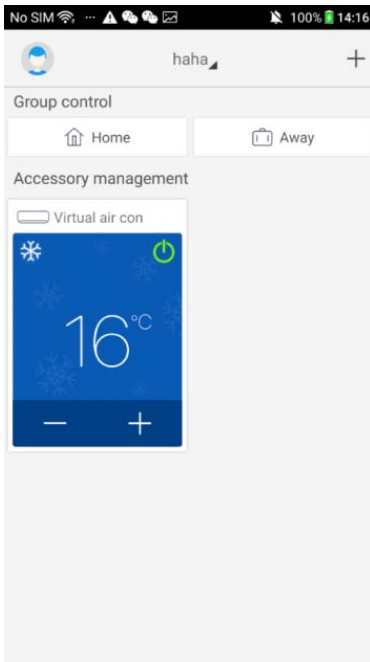 No SIM 100% 14:16
haha
Group control
Home Away
Accessory management
Virtual air con
16°C